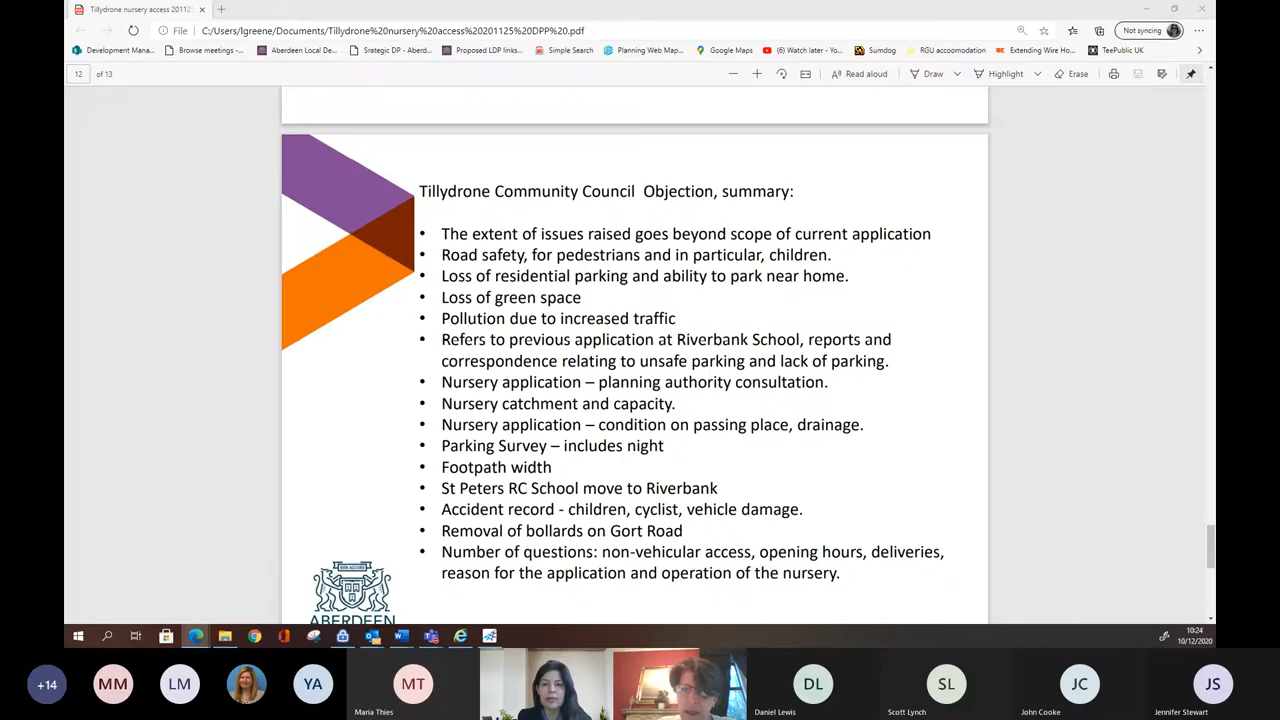 Tillydrone nursery access 20112
File
C:/Users/lgreene/Documents/Tillydrone%20nursery%20access%20201125%20DPP%20.pdf
Not syncing
Development Mana...
Browse meetings -...
Aberdeen Local De...
Srategic DP - Aberd...
Proposed LDP links...
Simple Search
Planning Web Map...
Google Maps
(6) Watch later - Yo...
Sumdog
RGU accoomodation
Extending Wire Ho...
TeePublic UK
12 of 13
Read aloud
Draw
Highlight
Erase
Tillydrone Community Council Objection, summary:
• The extent of issues raised goes beyond scope of current application
• Road safety, for pedestrians and in particular, children.
• Loss of residential parking and ability to park near home.
• Loss of green space
• Pollution due to increased traffic
• Refers to previous application at Riverbank School, reports and
correspondence relating to unsafe parking and lack of parking.
• Nursery application – planning authority consultation.
• Nursery catchment and capacity.
• Nursery application – condition on passing place, drainage.
• Parking Survey – includes night
• Footpath width
• St Peters RC School move to Riverbank
• Accident record - children, cyclist, vehicle damage.
• Removal of bollards on Gort Road
• Number of questions: non-vehicular access, opening hours, deliveries,
reason for the application and operation of the nursery.
BON ACCORD
ABERDEEN
10:24
10/12/2020
+14
MM
LM
YA
MT
Maria Thies
DL
Daniel Lewis
SL
Scott Lynch
JC
John Cooke
JS
Jennifer Stewart